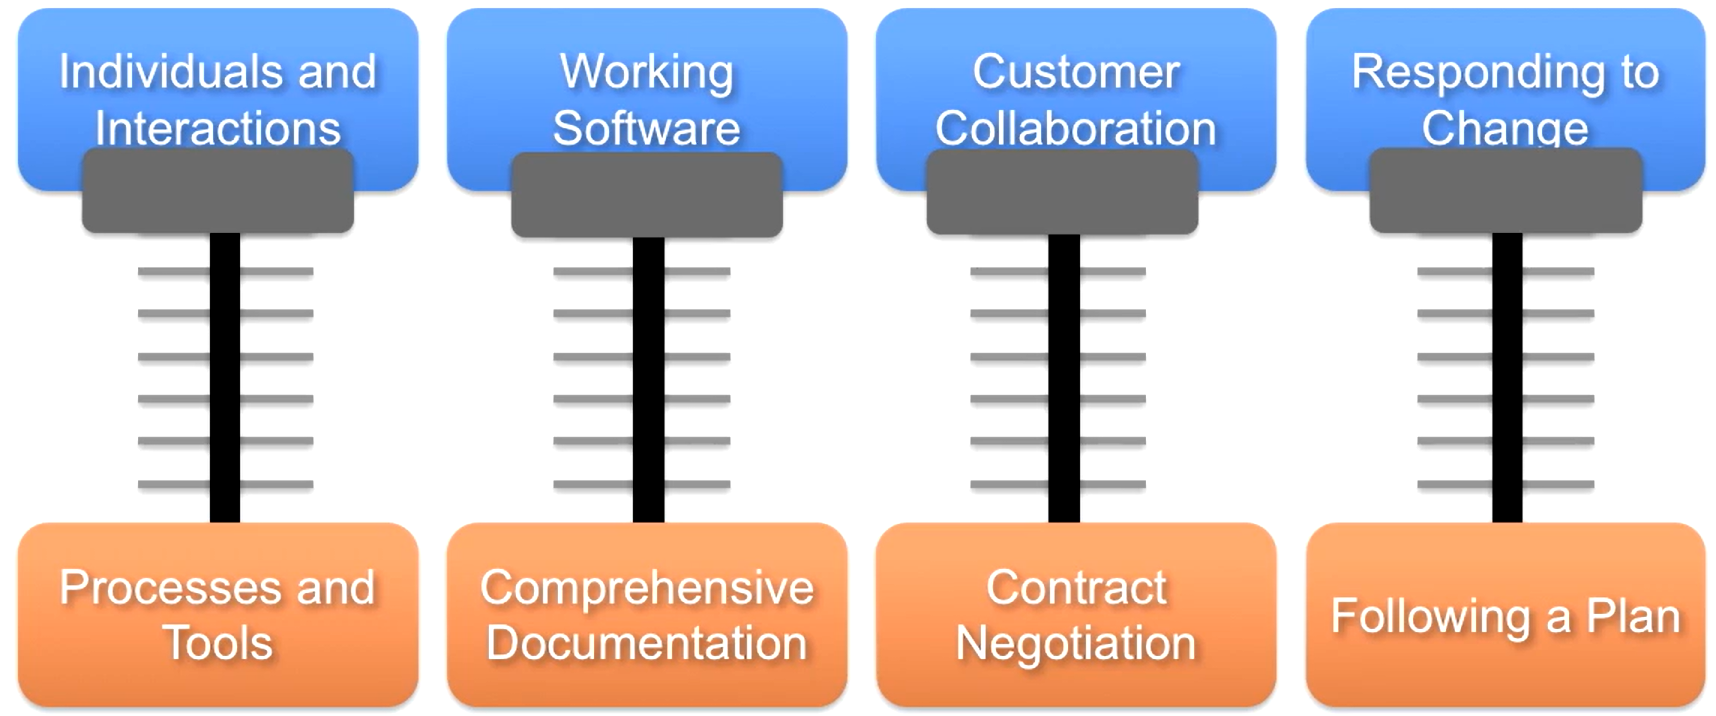 Individuals and
Interactions
Working
Software
Customer
Collaboration
Responding to
Change
Processes and
Tools
Comprehensive
Documentation
Contract
Negotiation
Following a Plan